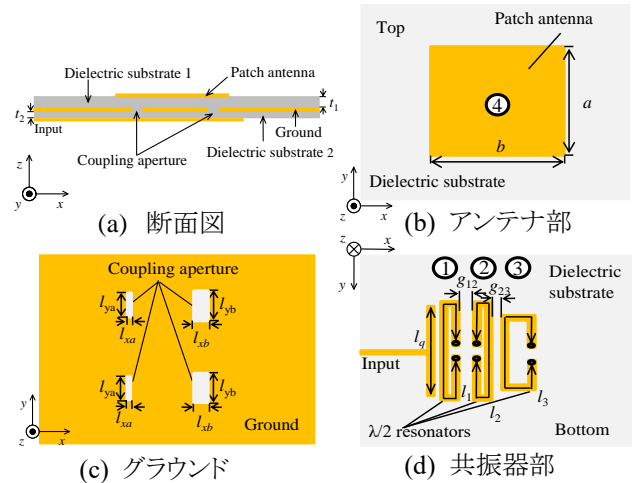 Dielectric substrate 1
Patch antenna
t1
t2
Input
Coupling aperture
Ground
Dielectric substrate 2
z
y
x
(a) 断面図
Top
Patch antenna
4
a
b
y
z
x
Dielectric substrate
(b) アンテナ部
Coupling aperture
lya
lxa
lyb
lxb
lya
lxa
lyb
lxb
y
z
x
Ground
(c) グラウンド
z
x
y
1
2
3
Dielectric substrate
g12
g23
lq
Input
l1
l2
l3
λ/2 resonators
Bottom
(d) 共振器部